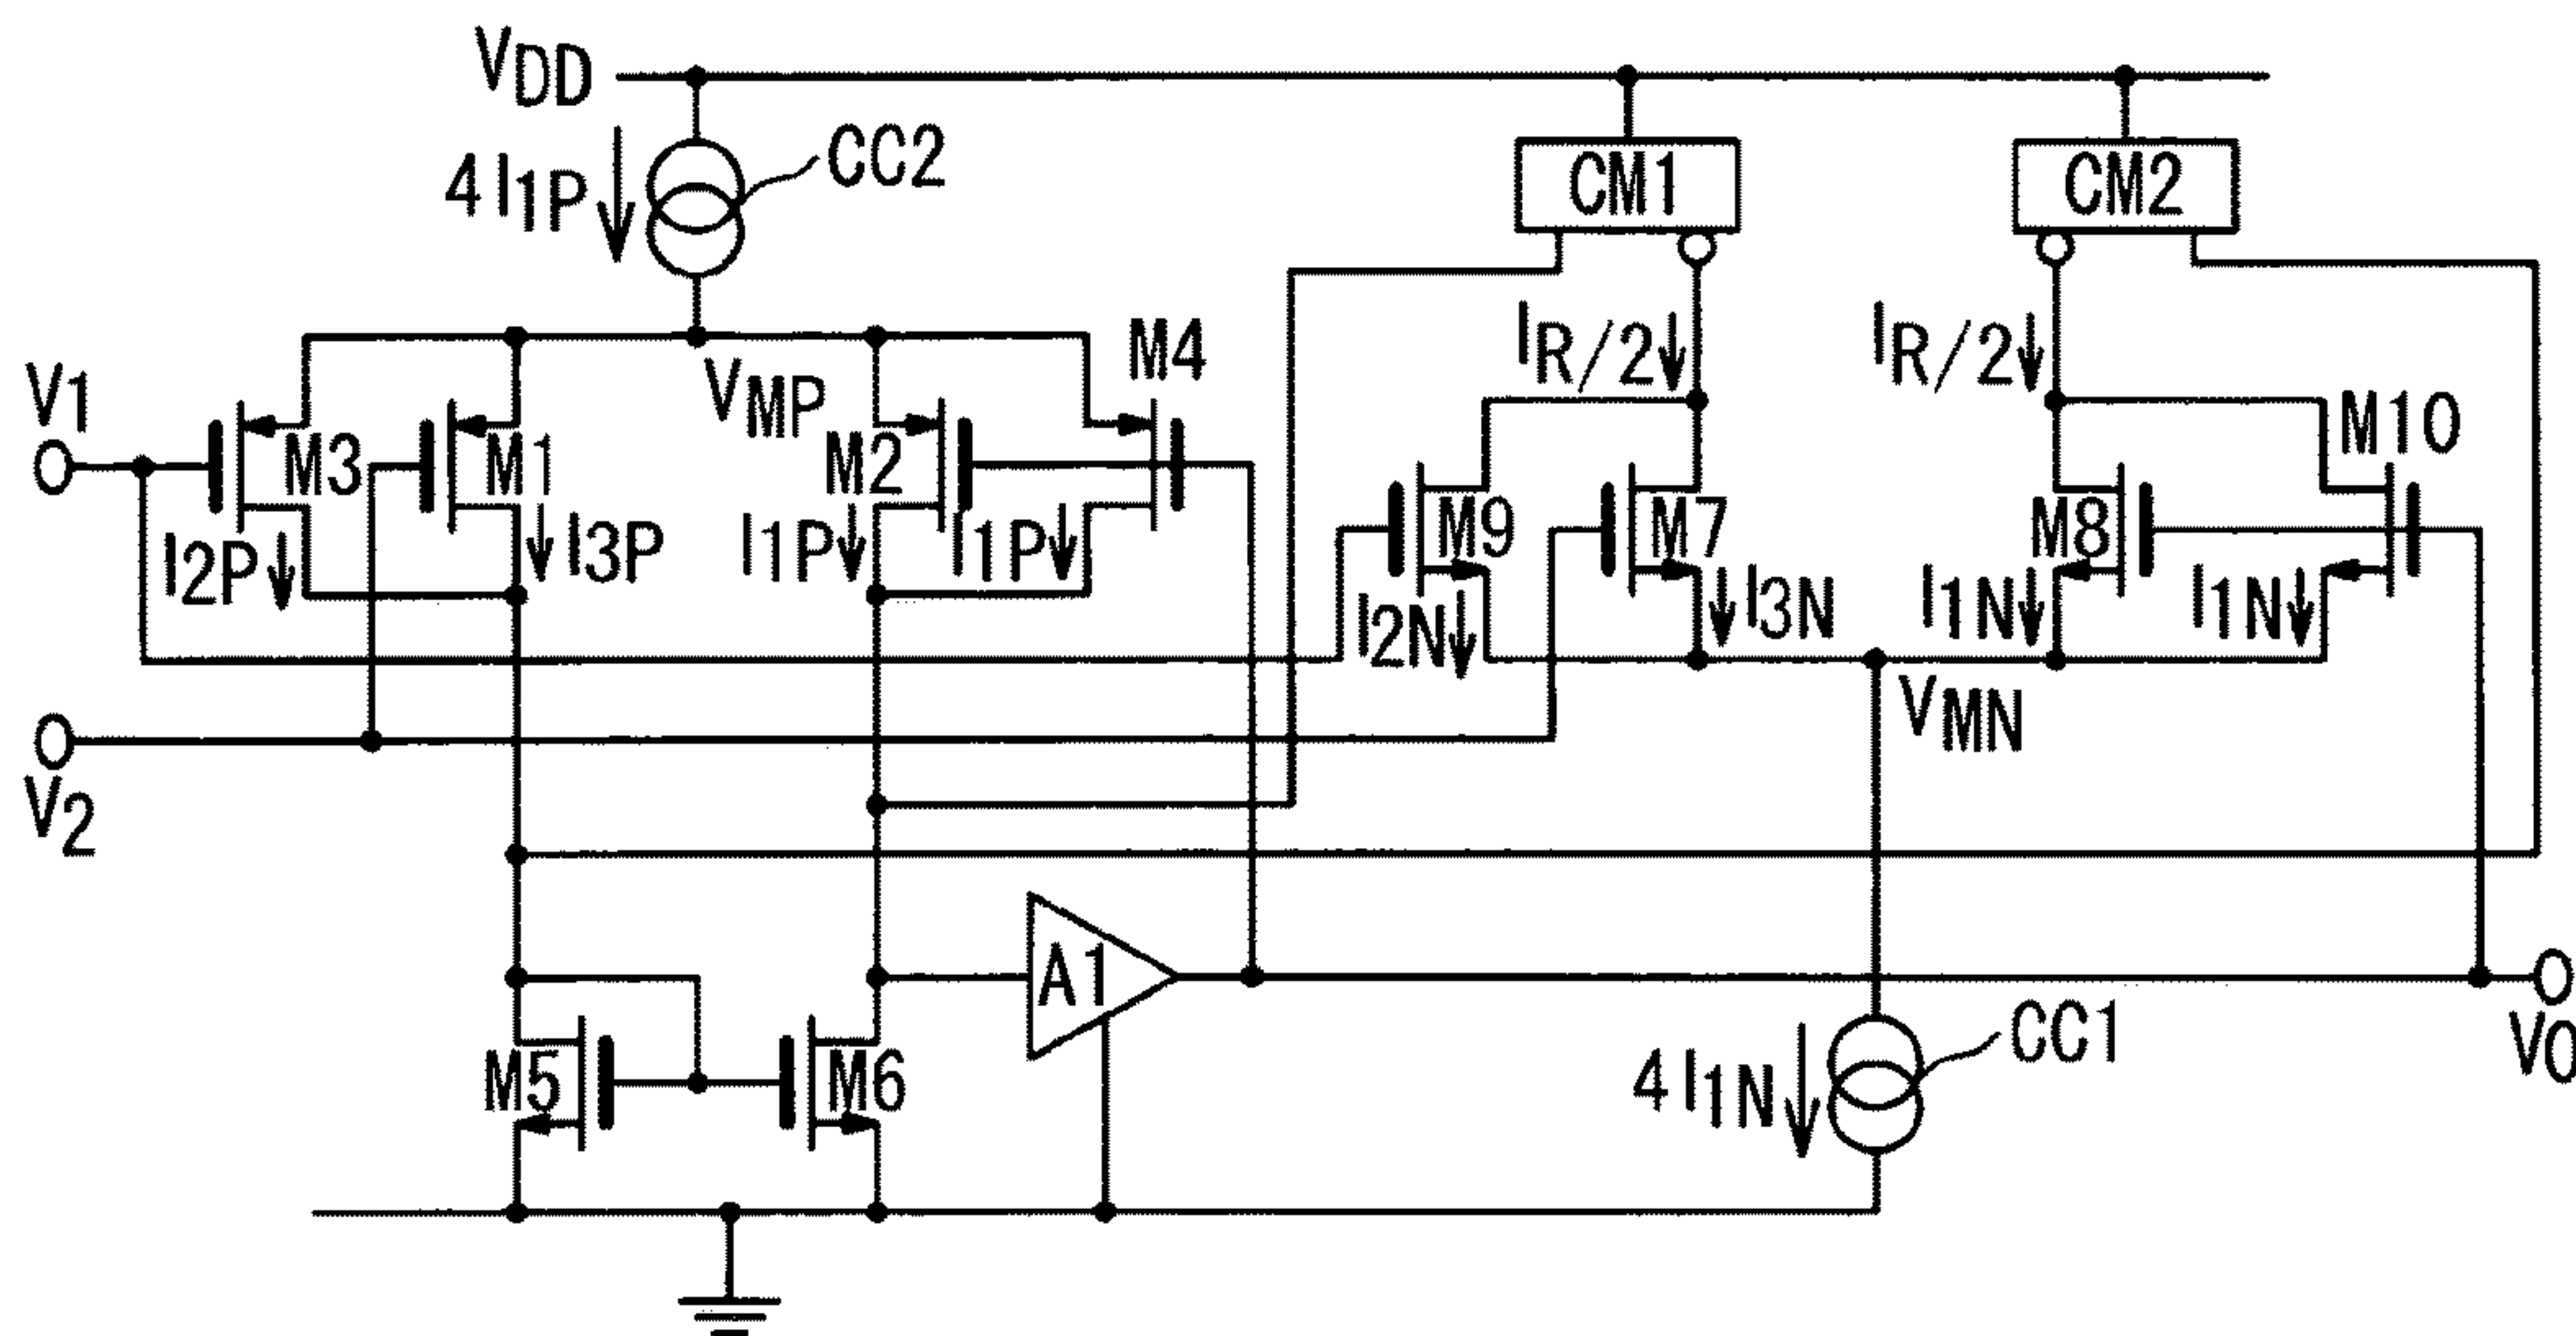 VDD
4I1P
CC2
CM1
CM2
IR/2
IR/2
M4
V1
VMP
M10
M3
M1
M2
M9
M7
M8
I2P
I3P
I1P
I1P
I2N
I3N
I1N
I1N
VMN
V2
A1
M5
M6
4I1N
CC1
VO